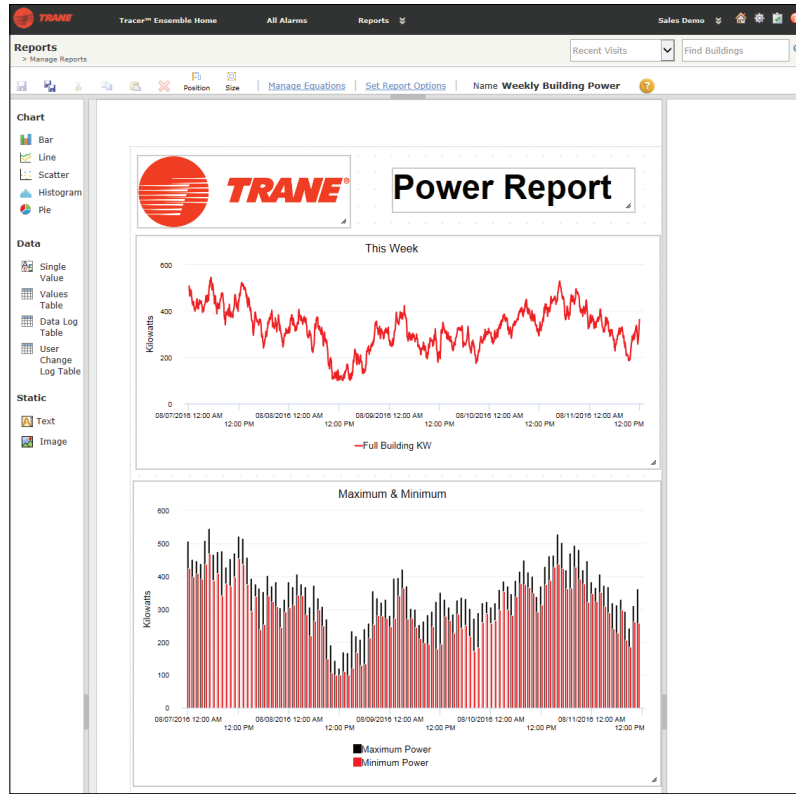 TRANE
Tracer™ Ensemble Home
All Alarms
Reports
Sales Demo
Reports
> Manage Reports
Recent Visits
Find Buildings
Position
Size
Manage Equations
Set Report Options
Name Weekly Building Power
?
Chart
Bar
Line
Scatter
Histogram
Pie
Data
Single
Value
Values
Table
Data Log
Table
User
Change
Log Table
Static
Text
Image
TRANE®
Power Report
This Week
600
400
200
0
Kilowatts
08/07/2016 12:00 AM
12:00 PM
08/08/2016 12:00 AM
12:00 PM
08/09/2016 12:00 AM
12:00 PM
08/10/2016 12:00 AM
12:00 PM
08/11/2016 12:00 AM
12:00 PM
Full Building KW
Maximum & Minimum
600
500
400
300
200
100
0
Kilowatts
08/07/2016 12:00 AM
12:00 PM
08/08/2016 12:00 AM
12:00 PM
08/09/2016 12:00 AM
12:00 PM
08/10/2016 12:00 AM
12:00 PM
08/11/2016 12:00 AM
12:00 PM
Maximum Power
Minimum Power